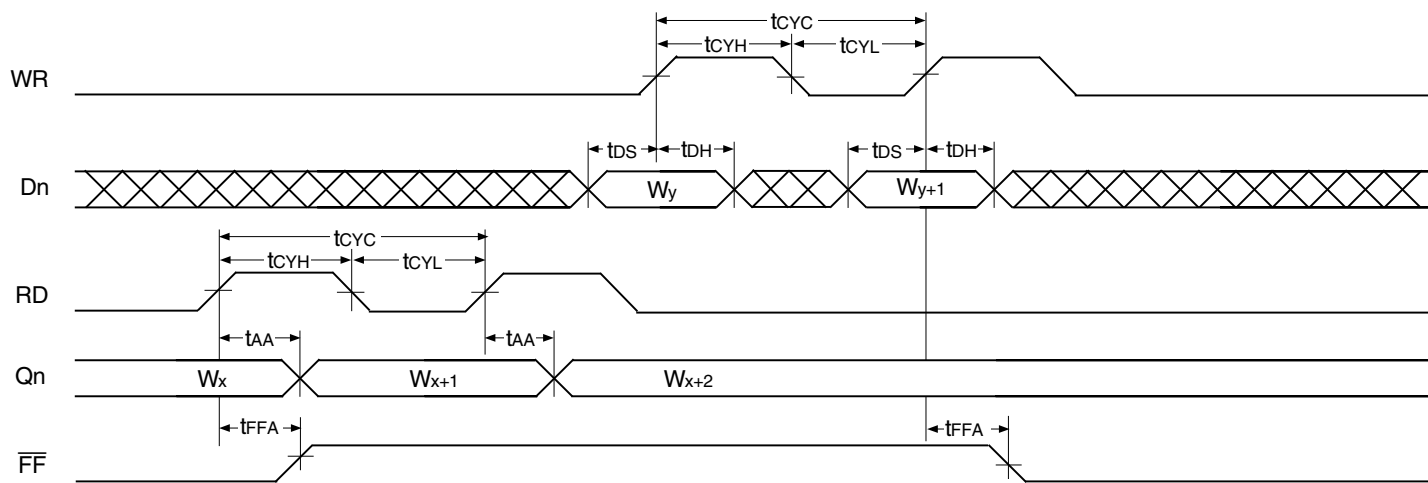 tCYC
tCYH tCYL
WR
tDS tDH tDS tDH
Dn Wy Wy+1
tCYC
tCYH tCYL
RD
tAA tAA
Qn Wx Wx+1 Wx+2
tFFA tFFA
F̅F̅